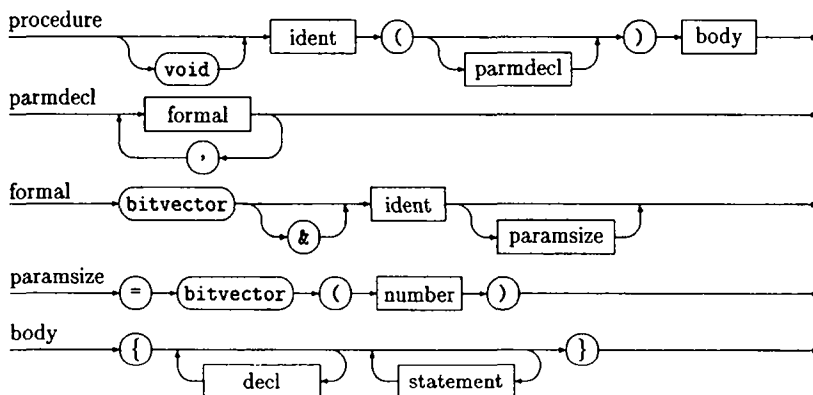 procedure
ident ( ) body
void parmdecl
parmdecl
formal
,
formal
bitvector ident
& paramsize
paramsize
= bitvector ( number )
body
{ }
decl statement